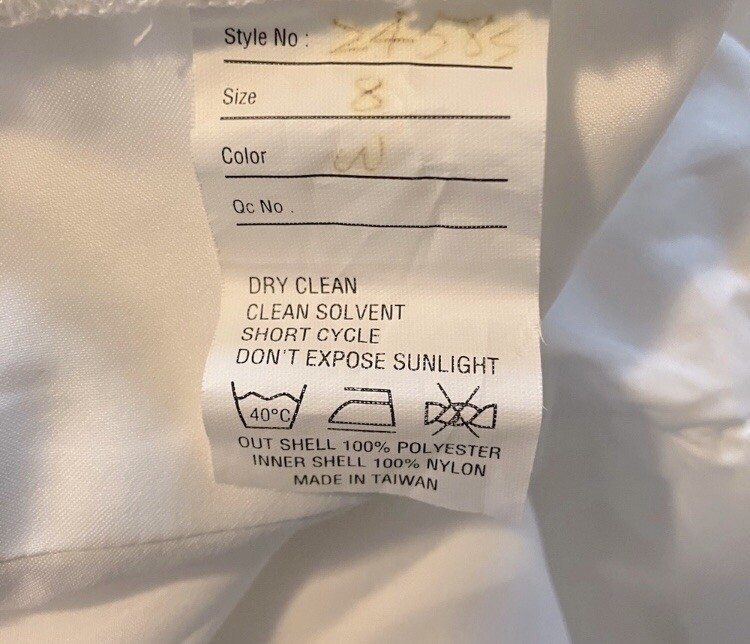 Style No :
Size 8
Color W
Qc No .
DRY CLEAN
CLEAN SOLVENT
SHORT CYCLE
DON'T EXPOSE SUNLIGHT
40°C
OUT SHELL 100% POLYESTER
INNER SHELL 100% NYLON
MADE IN TAIWAN